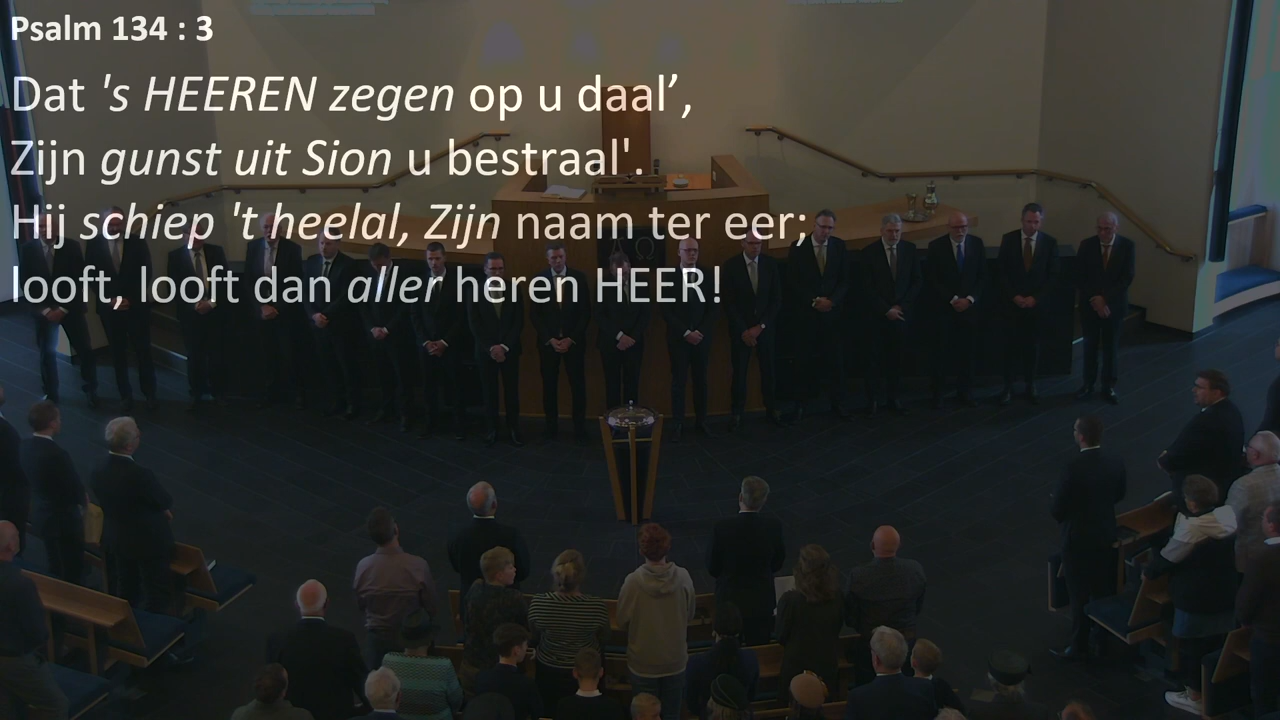 Psalm 134 : 3
Dat 's HEEREN zegen op u daal’,
Zijn gunst uit Sion u bestraal'.
Hij schiep 't heelal, Zijn naam ter eer;
looft, looft dan aller heren HEER!